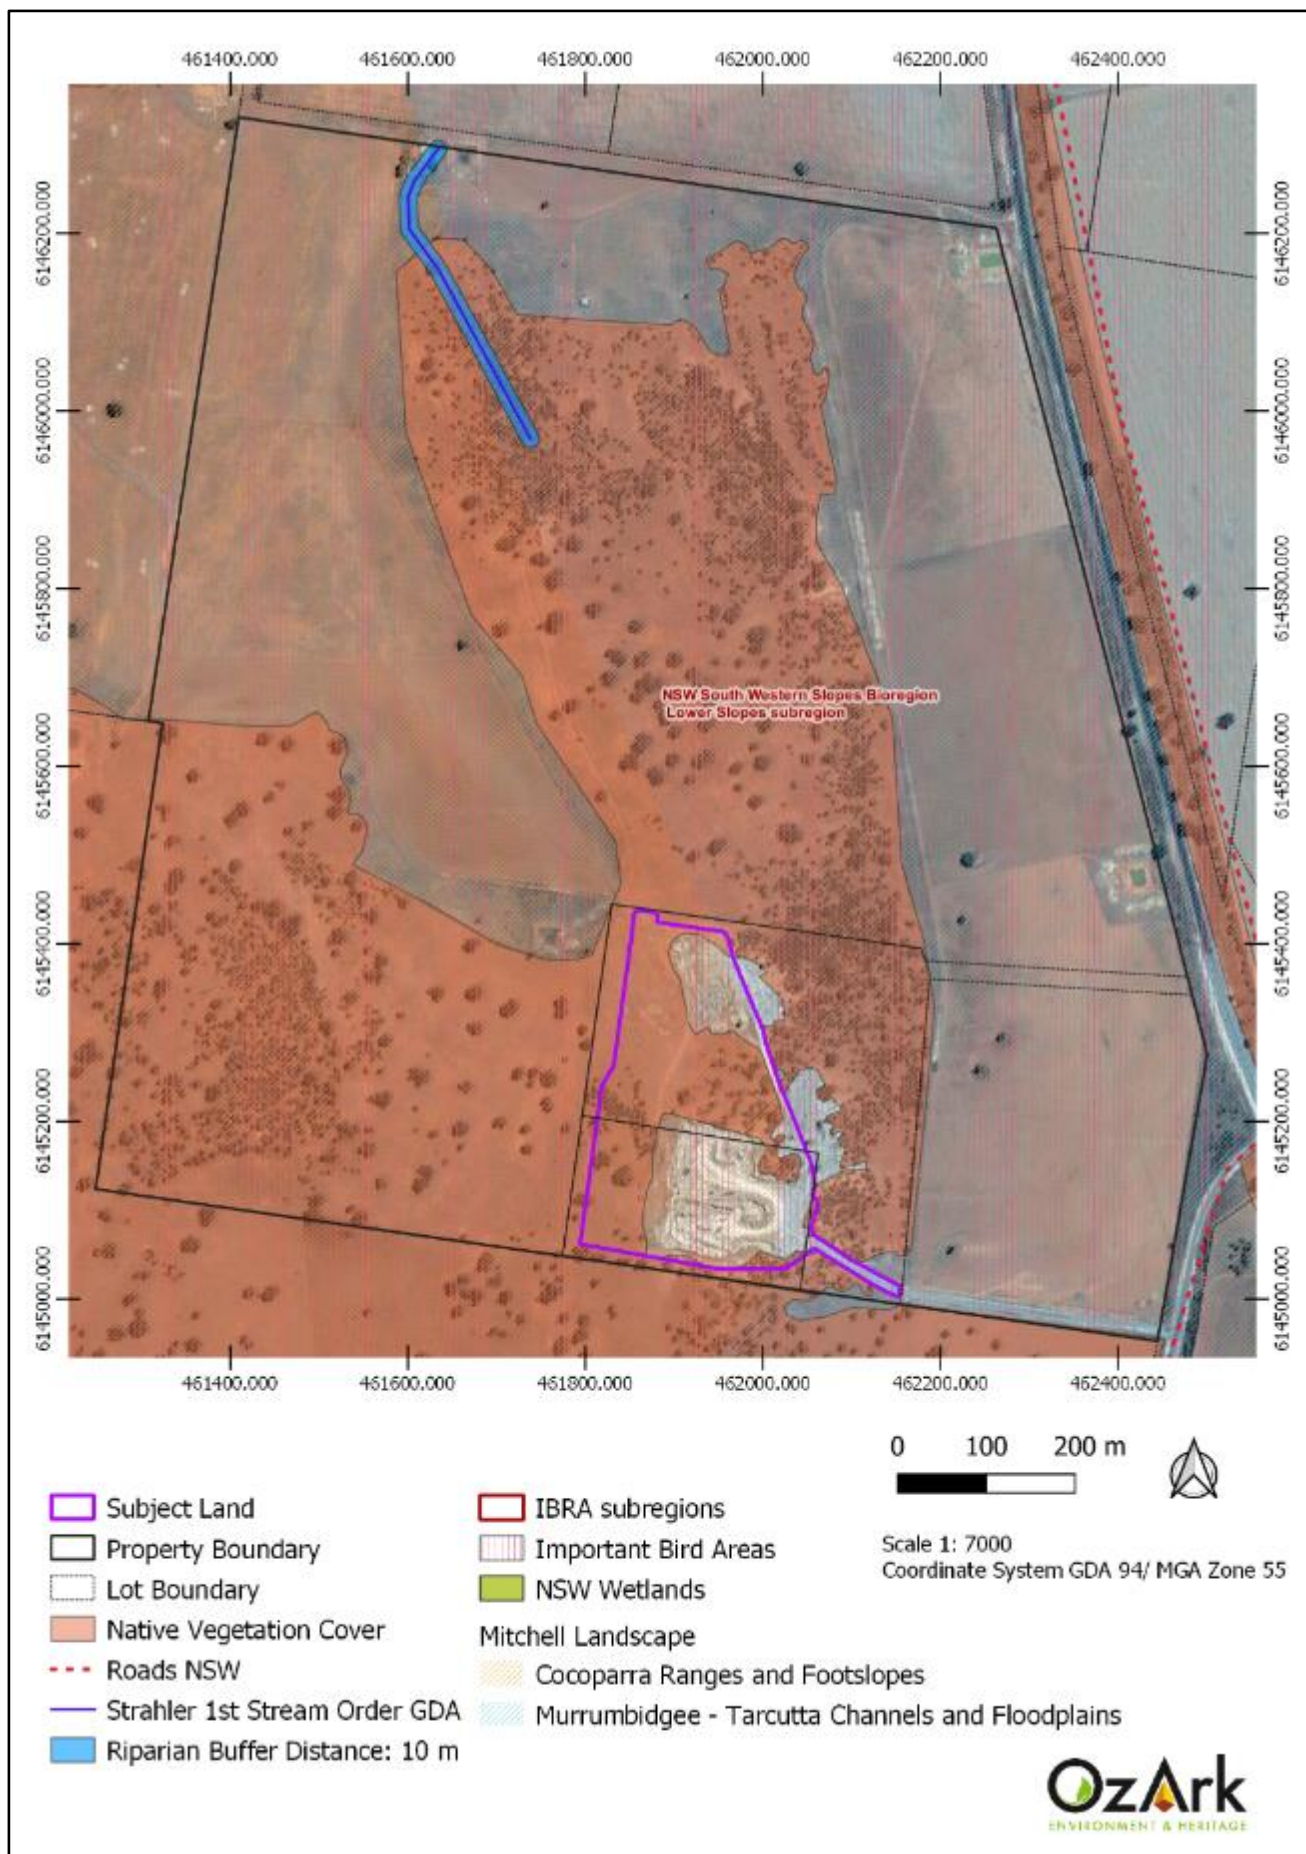 461400.000 461600.000 461800.000 462000.000 462200.000 462400.000
6146200.000 6146200.000
6146000.000 6146000.000
6145800.000 6145800.000
NSW South Western Slopes Bioregion
Lower Slopes subregion
6145600.000 6145600.000
6145400.000 6145400.000
6145200.000 6145200.000
6145000.000 6145000.000
461400.000 461600.000 461800.000 462000.000 462200.000 462400.000
0 100 200 m
Scale 1: 7000
Coordinate System GDA 94/ MGA Zone 55
Subject Land
Property Boundary
Lot Boundary
Native Vegetation Cover
Roads NSW
Strahler 1st Stream Order GDA
Riparian Buffer Distance: 10 m
IBRA subregions
Important Bird Areas
NSW Wetlands
Mitchell Landscape
Cocoparra Ranges and Footslopes
Murrumbidgee - Tarcutta Channels and Floodplains
OzArk
ENVIRONMENT & HERITAGE